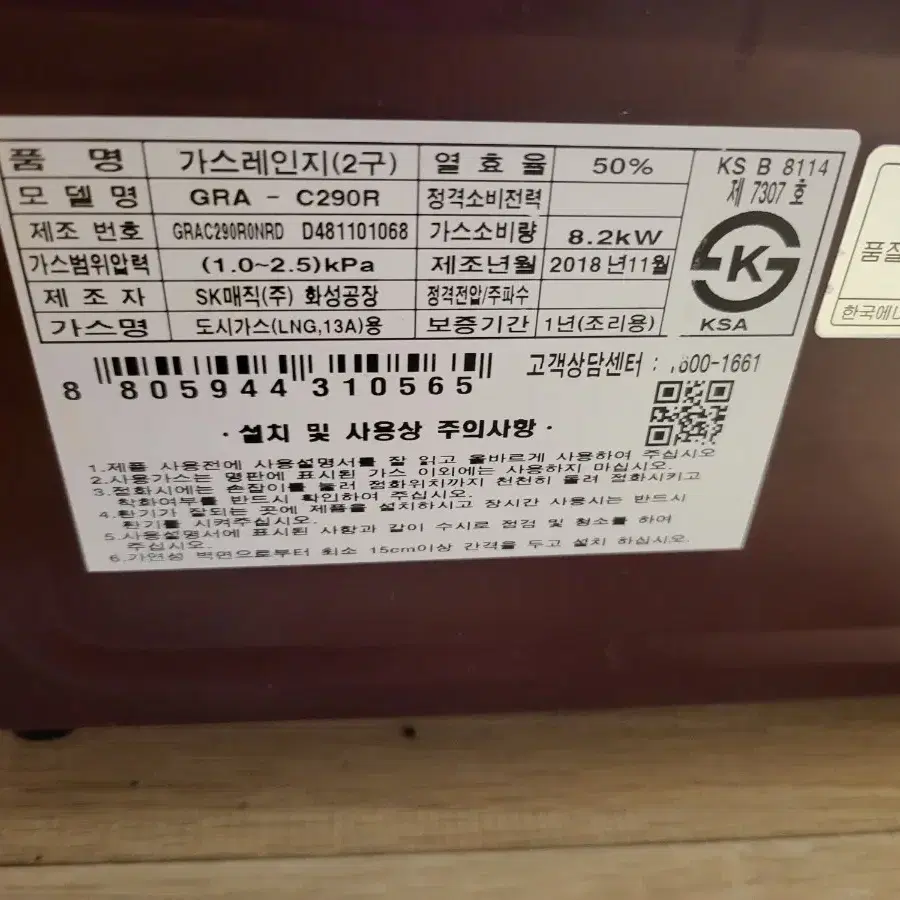 품 명 가스레인지(2구) 열 효 율 50%
모 델 명 GRA - C290R 정격소비전력
제조 번호 GRAC290R0NRD D481101068 가스소비량 8.2kW
가스범위압력 (1.0~2.5)kPa 제조년월 2018년11월
제 조 자 SK매직(주) 화성공장 정격전압/주파수
가스명 도시가스(LNG,13A)용 보증기간 1년(조리용)
KS B 8114
제 7307 호
K
KSA
8 805944 310565
고객상담센터 : 1600-1661
· 설치 및 사용상 주의사항 ·
1.제품 사용전에 사용설명서를 잘 읽고 올바르게 사용하여 주십시오
2.사용가스는 명판에 표시된 가스 이외에는 사용하지 마십시오.
3.점화시에는 손잡이를 눌러 점화위치까지 천천히 돌려 점화시키고
착화여부를 반드시 확인하여 주십시오.
4.환기가 잘되는 곳에 제품을 설치하시고 장시간 사용시는 반드시
환기를 시켜주십시오.
5.사용설명서에 표시된 사항과 같이 수시로 점검 및 청소를 하여
주십시오.
6.가연성 벽면으로부터 최소 15cm이상 간격을 두고 설치 하십시오.
품질
한국에너